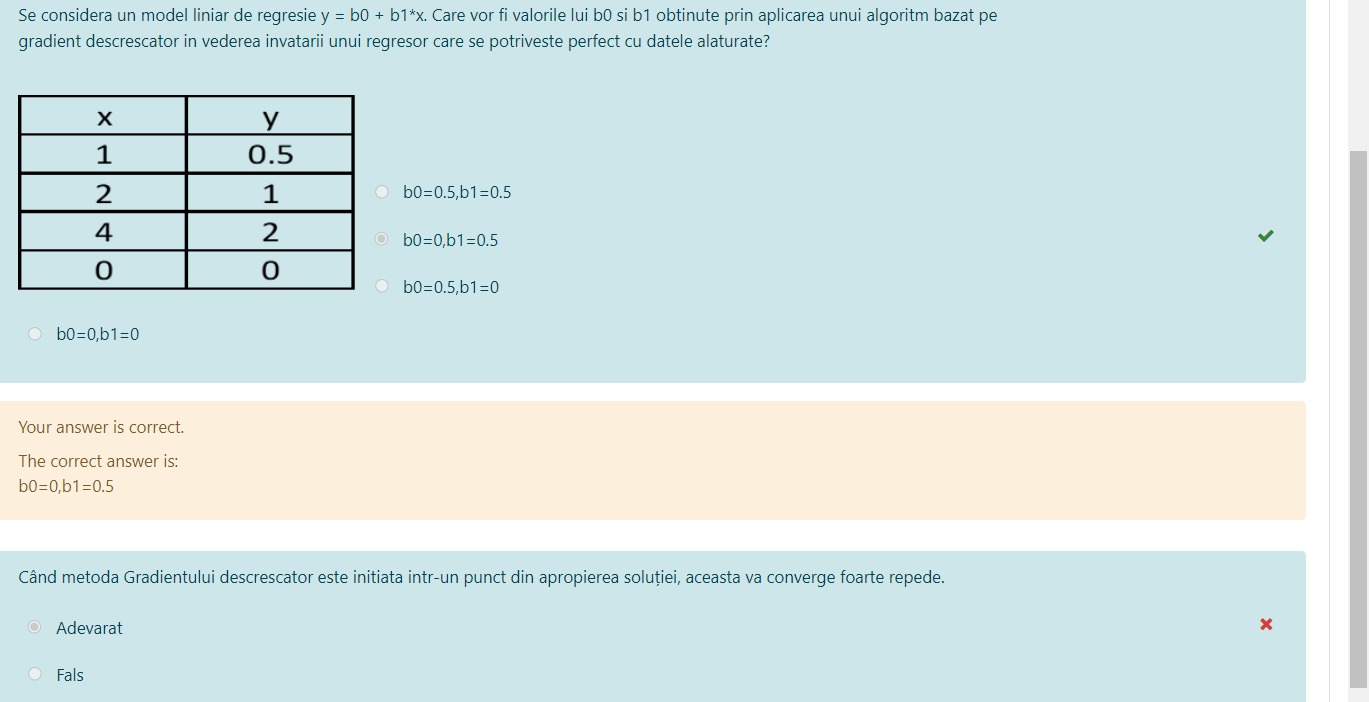 Se considera un model liniar de regresie y = b0 + b1*x. Care vor fi valorile lui b0 si b1 obtinute prin aplicarea unui algoritm bazat pe
gradient descrescator in vederea invatarii unui regresor care se potriveste perfect cu datele alaturate?
x y
1 0.5
2 1
4 2
0 0
b0=0.5,b1=0.5
b0=0,b1=0.5
b0=0.5,b1=0
b0=0,b1=0
Your answer is correct.
The correct answer is:
b0=0,b1=0.5
Când metoda Gradientului descrescator este initiata intr-un punct din apropierea soluției, aceasta va converge foarte repede.
Adevarat
Fals